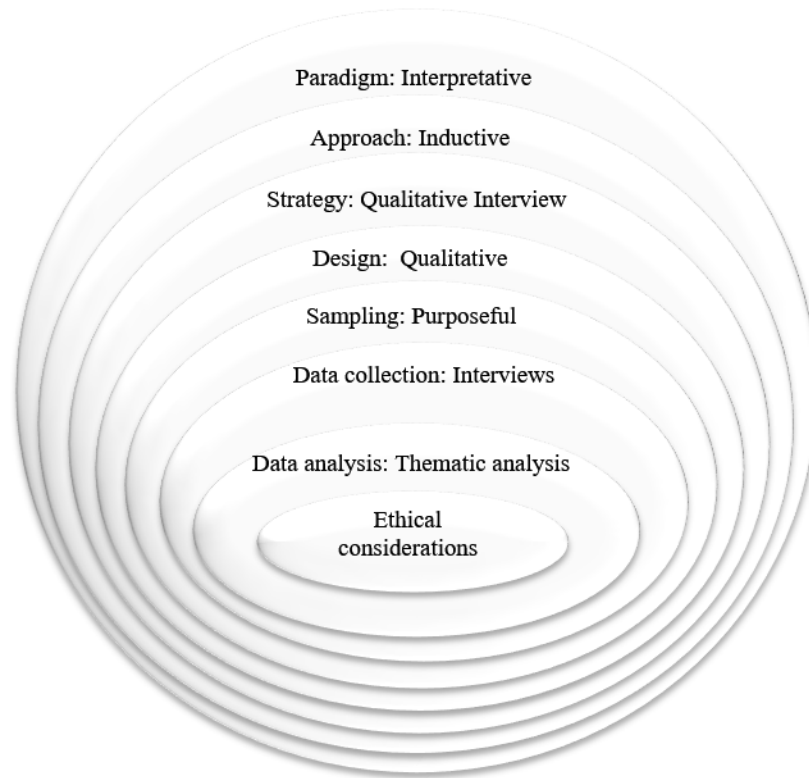 Paradigm: Interpretative
Approach: Inductive
Strategy: Qualitative Interview
Design:  Qualitative
Sampling: Purposeful
Data collection: Interviews
Data analysis: Thematic analysis
Ethical
considerations